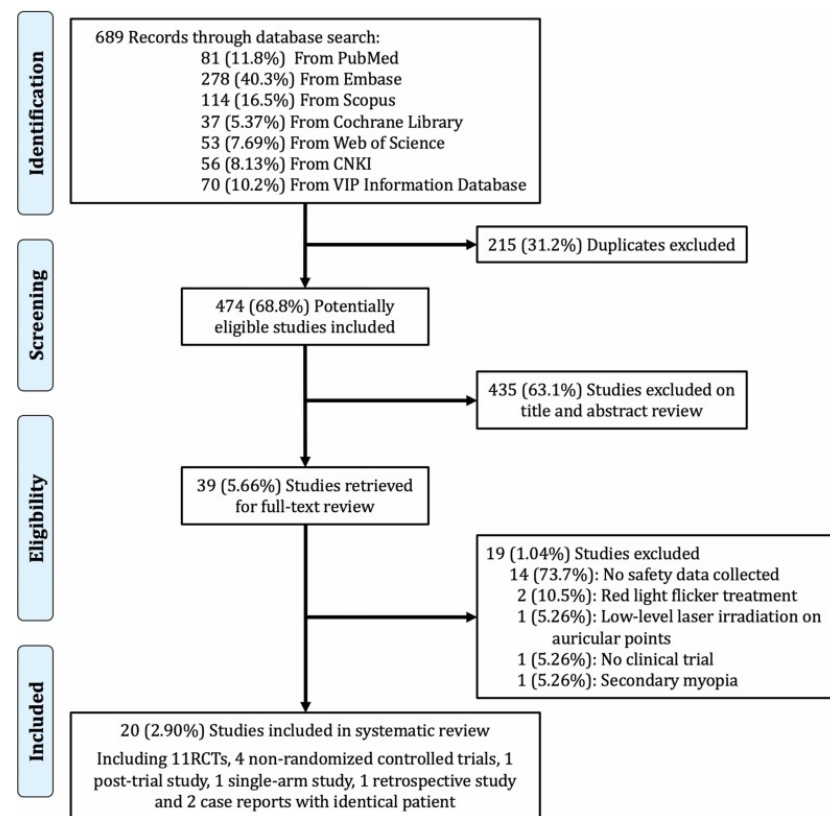 Identification
689 Records through database search:
81 (11.8%) From PubMed
278 (40.3%) From Embase
114 (16.5%) From Scopus
37 (5.37%) From Cochrane Library
53 (7.69%) From Web of Science
56 (8.13%) From CNKI
70 (10.2%) From VIP Information Database
215 (31.2%) Duplicates excluded
Screening
474 (68.8%) Potentially
eligible studies included
435 (63.1%) Studies excluded on
title and abstract review
Eligibility
39 (5.66%) Studies retrieved
for full-text review
19 (1.04%) Studies excluded
14 (73.7%): No safety data collected
2 (10.5%): Red light flicker treatment
1 (5.26%): Low-level laser irradiation on
auricular points
1 (5.26%): No clinical trial
1 (5.26%): Secondary myopia
Included
20 (2.90%) Studies included in systematic review
Including 11RCTs, 4 non-randomized controlled trials, 1
post-trial study, 1 single-arm study, 1 retrospective study
and 2 case reports with identical patient